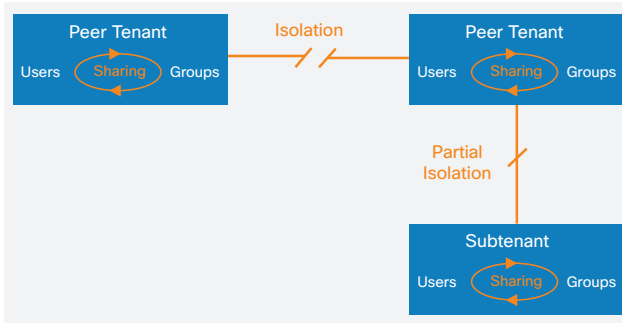 Peer Tenant
Users Sharing Groups
Isolation
Peer Tenant
Users Sharing Groups
Partial
Isolation
Subtenant
Users Sharing Groups